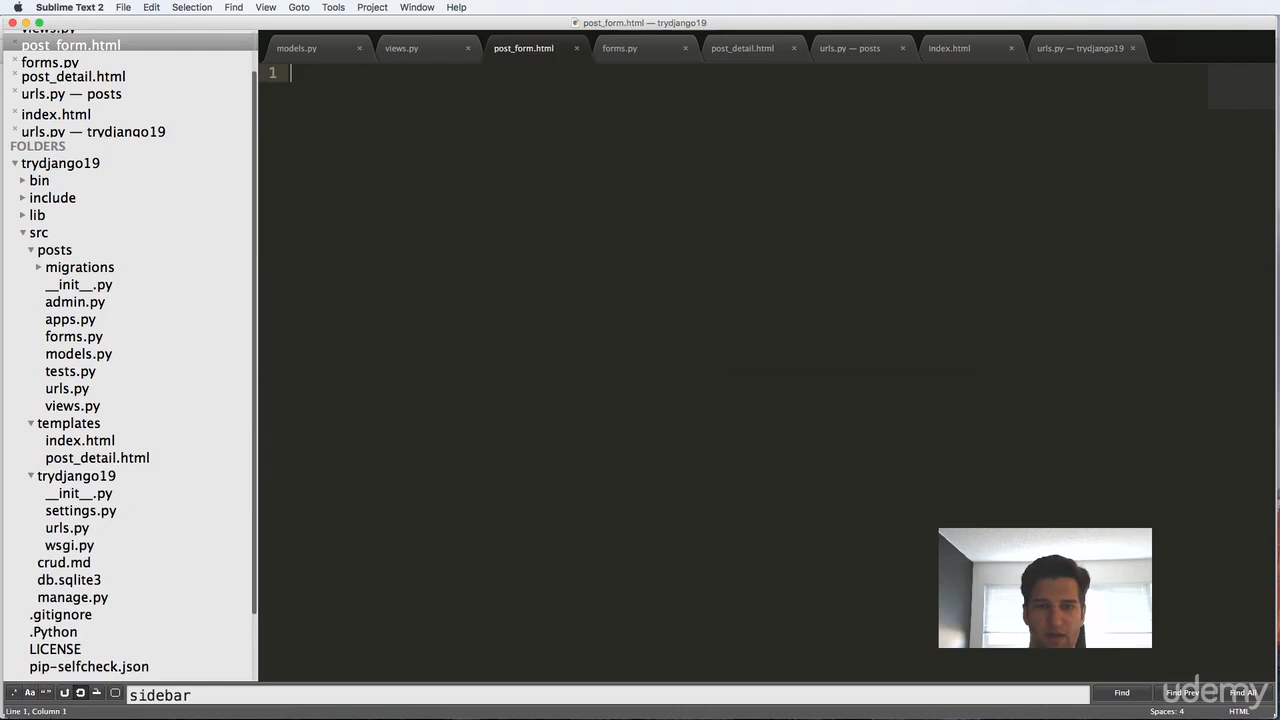 Sublime Text 2 File Edit Selection Find View Goto Tools Project Window Help
post_form.html — trydjango19
views.py
post_form.html
forms.py
post_detail.html
urls.py — posts
index.html
urls.py — trydjango19
models.py views.py post_form.html forms.py post_detail.html urls.py — posts index.html urls.py — trydjango19
1
FOLDERS
trydjango19
bin
include
lib
src
posts
migrations
__init__.py
admin.py
apps.py
forms.py
models.py
tests.py
urls.py
views.py
templates
index.html
post_detail.html
trydjango19
__init__.py
settings.py
urls.py
wsgi.py
crud.md
db.sqlite3
manage.py
.gitignore
.Python
LICENSE
pip-selfcheck.json
.* Aa “” sidebar Find Find Prev Find All
udemy
Line 1, Column 1 Spaces: 4 HTML